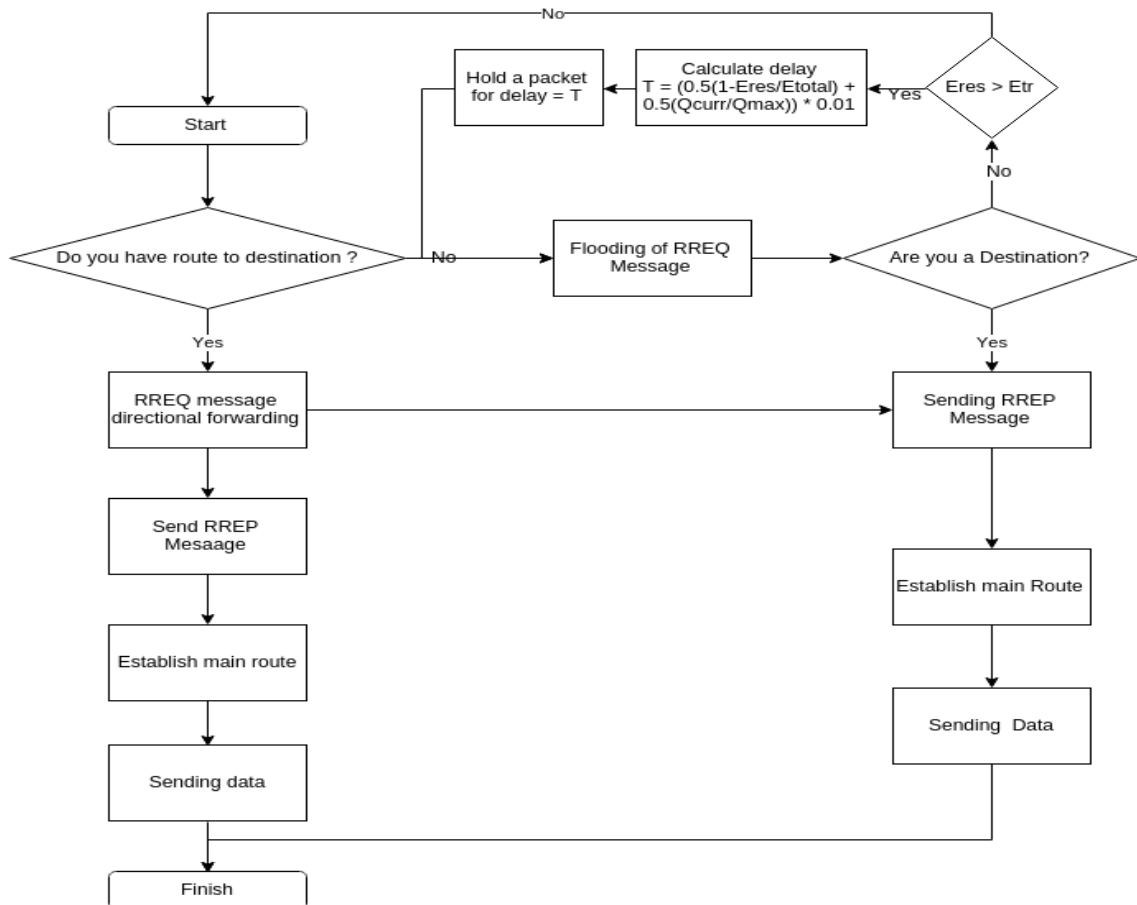 No
Hold a packet
for delay = T
Calculate delay
T = (0.5(1-Eres/Etotal) +
0.5(Qcurr/Qmax)) * 0.01
Yes
Eres > Etr
Start
No
Do you have route to destination ?
No
Flooding of RREQ
Message
Are you a Destination?
Yes
Yes
RREQ message
directional forwarding
Sending RREP
Message
Send RREP
Mesaage
Establish main Route
Establish main route
Sending Data
Sending data
Finish